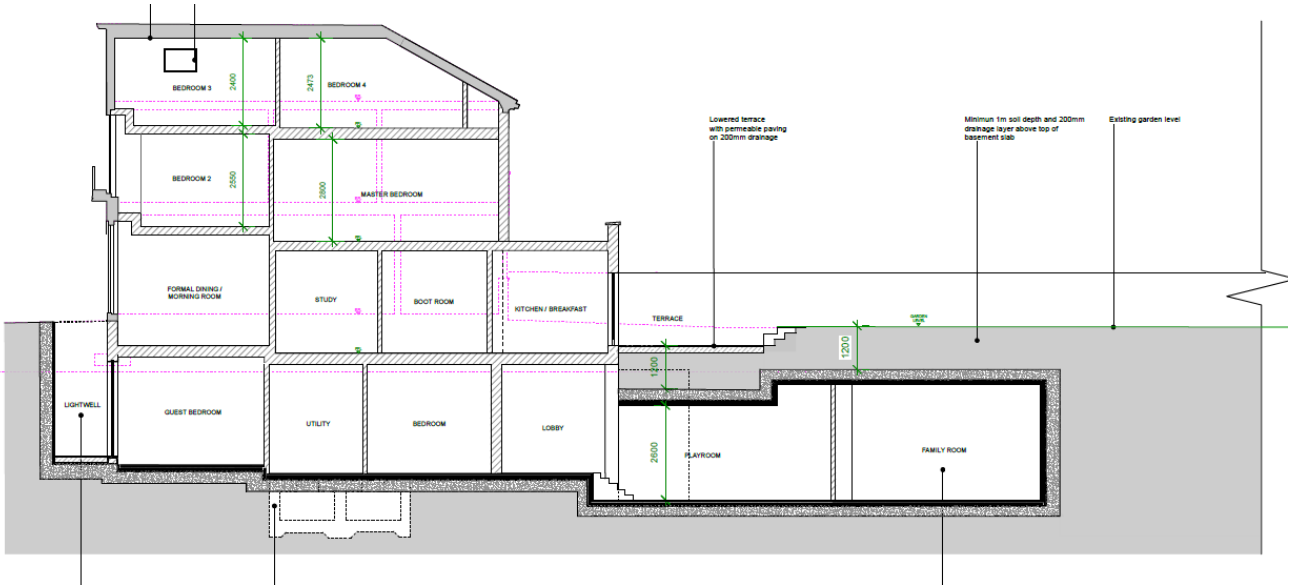 BEDROOM 3
2400
2473
BEDROOM 4
Lowered terrace
with permeable paving
on 200mm drainage
Minimun 1m soil depth and 200mm
drainage layer above top of
basement slab
Existing garden level
BEDROOM 2
2550
2800
MASTER BEDROOM
FORMAL DINING /
MORNING ROOM
STUDY
BOOT ROOM
KITCHEN / BREAKFAST
TERRACE
GARDEN
LEVEL
1200
1200
LIGHTWELL
GUEST BEDROOM
UTILITY
BEDROOM
LOBBY
2600
PLAYROOM
FAMILY ROOM